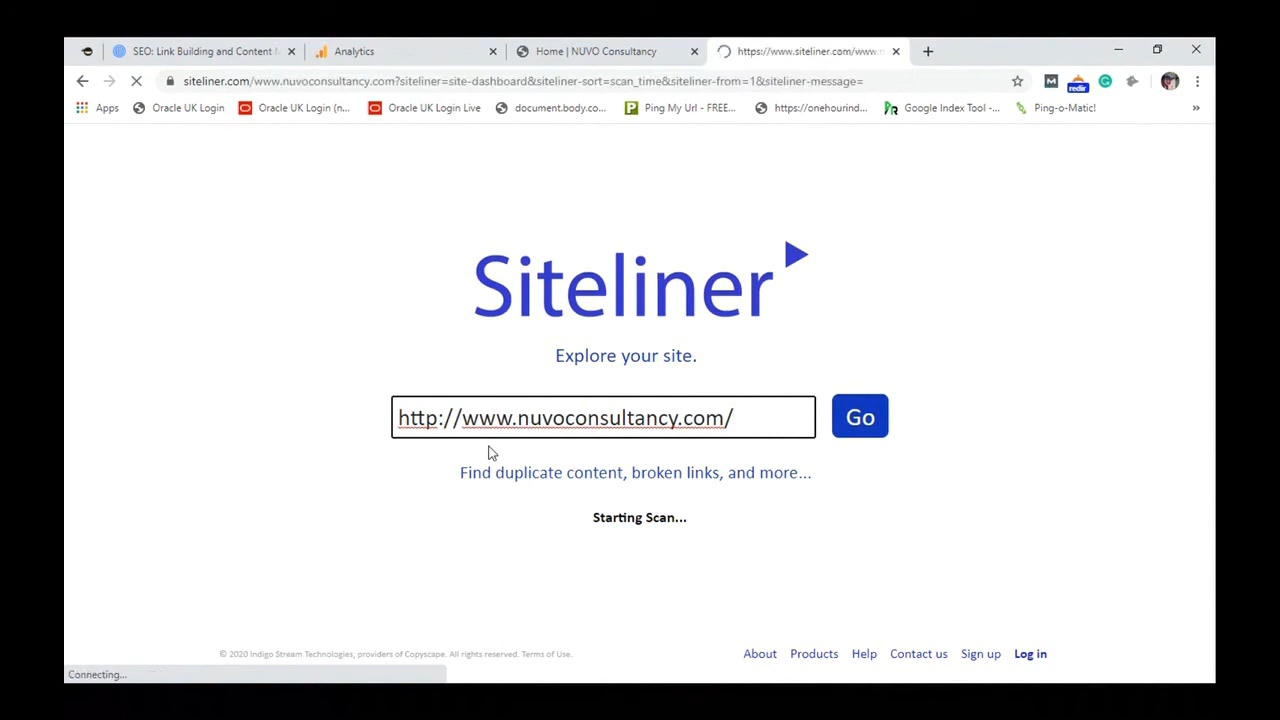 SEO: Link Building and Content M
Analytics
Home | NUVO Consultancy
https://www.siteliner.com/www.n
siteliner.com/www.nuvoconsultancy.com?siteliner=site-dashboard&siteliner-sort=scan_time&siteliner-from=1&siteliner-message=
M
redir
G
Apps
Oracle UK Login
Oracle UK Login (n...
Oracle UK Login Live
document.body.co...
P
Ping My Url - FREE...
https://onehourind...
Google Index Tool -...
Ping-o-Matic!
»
Siteliner
Explore your site.
http://www.nuvoconsultancy.com/
Go
Find duplicate content, broken links, and more...
Starting Scan...
© 2020 Indigo Stream Technologies, providers of Copyscape. All rights reserved. Terms of Use.
About
Products
Help
Contact us
Sign up
Log in
Connecting...